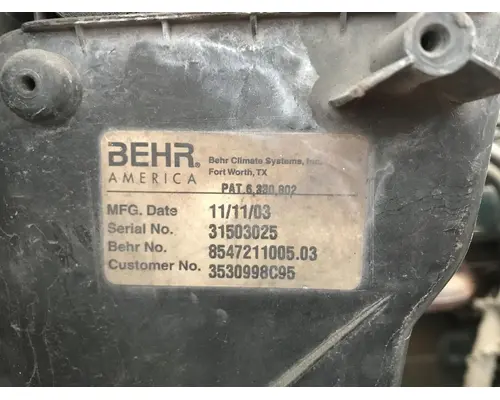 BEHR® Behr Climate Systems, Inc.
AMERICA Fort Worth, TX
PAT. 6,330,802
MFG. Date 11/11/03
Serial No. 31503025
Behr No. 8547211005.03
Customer No. 3530998C95